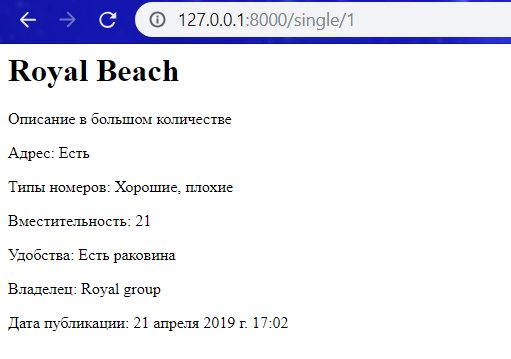 127.0.0.1:8000/single/1
Royal Beach
Описание в большом количестве
Адрес: Есть
Типы номеров: Хорошие, плохие
Вместительность: 21
Удобства: Есть раковина
Владелец: Royal group
Дата публикации: 21 апреля 2019 г. 17:02